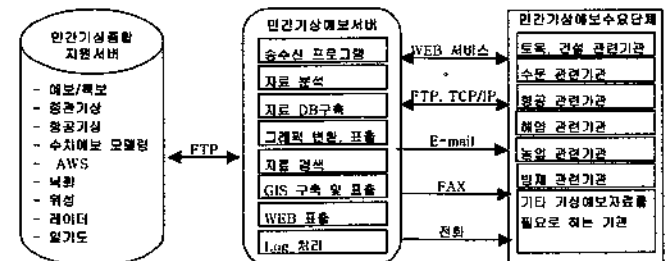 민간기상종합
지원서버
- 예보/특보
- 정관기상
- 항공기상
- 수치예보 모델링
- AWS
- 낙뢰
- 위성
- 레이더
- 일기도
FTP
민간기상예보서버
송수신 프로그램
자료 분석
자료 DB구축
그래픽 변환, 표출
자료 검색
GIS 구축 및 표출
WEB 표출
Log 처리
WEB 서비스
FTP, TCP/IP
E-mail
FAX
전화
민간기상예보수요단체
토목, 건설 관련기관
수문 관련기관
항공 관련기관
해양 관련기관
농업 관련기관
방재 관련기관
기타 기상예보자료를
필요로 하는 기관